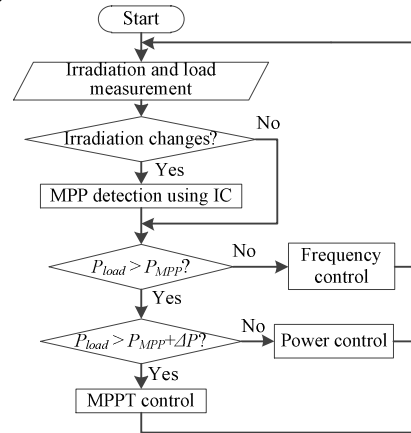 Start
Irradiation and load
measurement
Irradiation changes?
No
Yes
MPP detection using IC
P_load > P_MPP?
No
Frequency
control
Yes
P_load > P_MPP+ΔP?
No
Power control
Yes
MPPT control